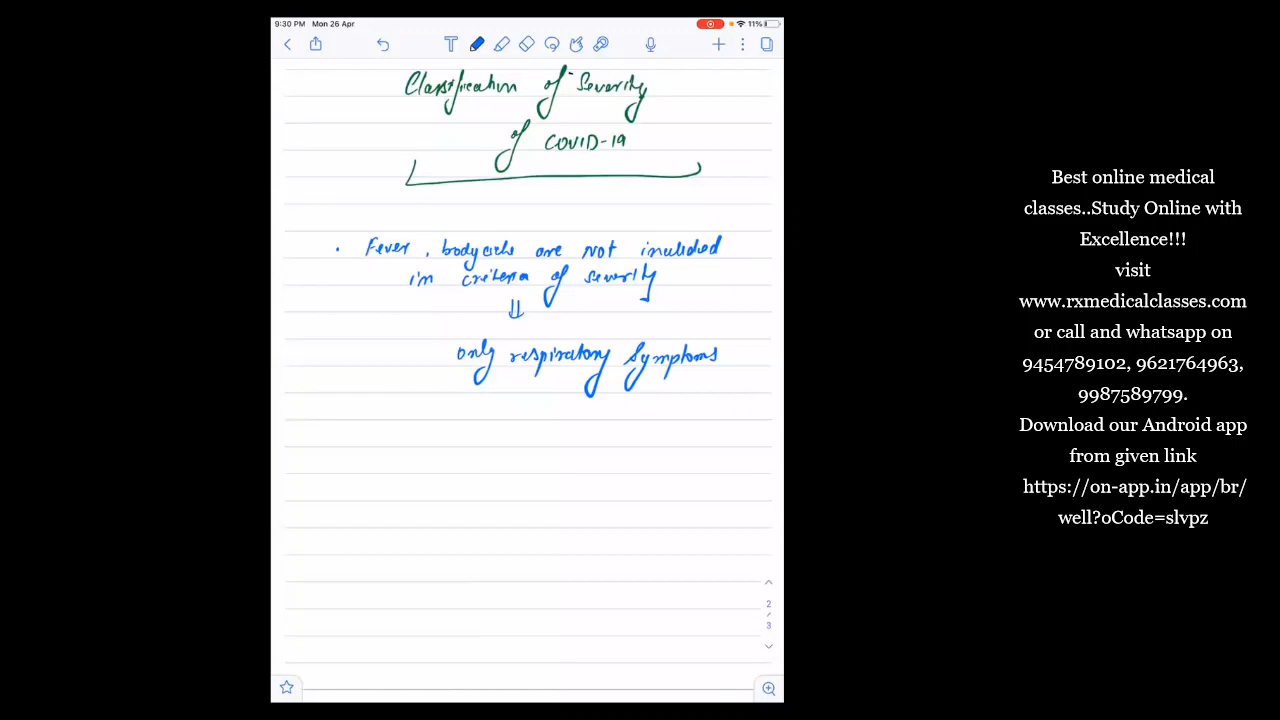 9:30 PM Mon 26 Apr
11%
Classification of Severity
of COVID-19
. Fever, bodyache are not included
in criteria of severity
⇓
only respiratory symptoms
2
/
3
Best online medical
classes..Study Online with
Excellence!!!
visit
www.rxmedicalclasses.com
or call and whatsapp on
9454789102, 9621764963,
9987589799.
Download our Android app
from given link
https://on-app.in/app/br/
well?oCode=slvpz